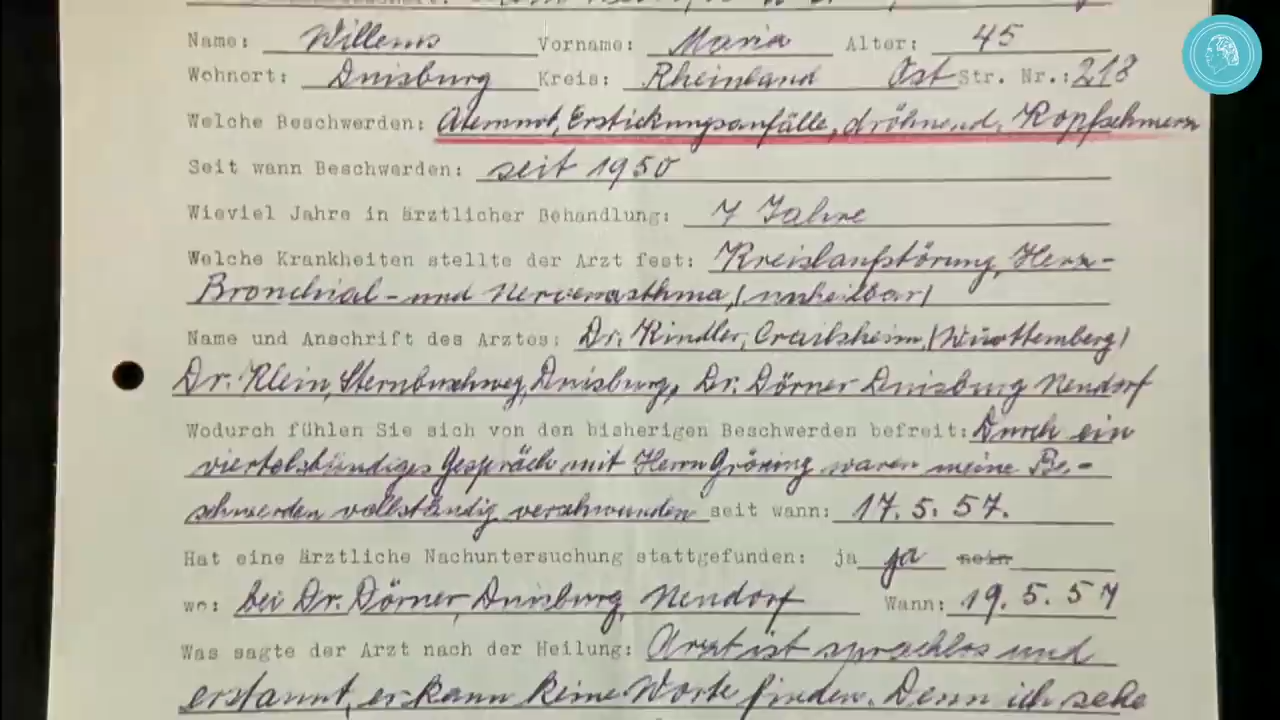 Name: Willems Vorname: Maria Alter: 45
Wohnort: Duisburg Kreis: Rheinland Ost Str. Nr.: 218
Welche Beschwerden: Atemnot, Erstickungsanfälle, dröhnend. Kopfschmerz
Seit wann Beschwerden: seit 1950
Wieviel Jahre in ärztlicher Behandlung: 7 Jahre
Welche Krankheiten stellte der Arzt fest: Kreislaufstörung, Herz-
Bronchial- und Nervenasthma, (unheilbar)
Name und Anschrift des Arztes: Dr. Kindler, Crailsheim, (Württemberg)
Dr. Klein, Sternbuschweg, Duisburg, Dr. Dörner Duisburg Neudorf
Wodurch fühlen Sie sich von den bisherigen Beschwerden befreit: Durch ein
viertelstündiges Gespräch mit Herrn Gröning waren meine Be-
schwerden vollständig verschwunden seit wann: 17. 5. 57.
Hat eine ärztliche Nachuntersuchung stattgefunden: ja ja nein
wo: bei Dr. Dörner, Duisburg, Neudorf Wann: 19. 5. 57
Was sagte der Arzt nach der Heilung: Arzt ist sprachlos und
erstaunt, er kann keine Worte finden. Denn ich sehe